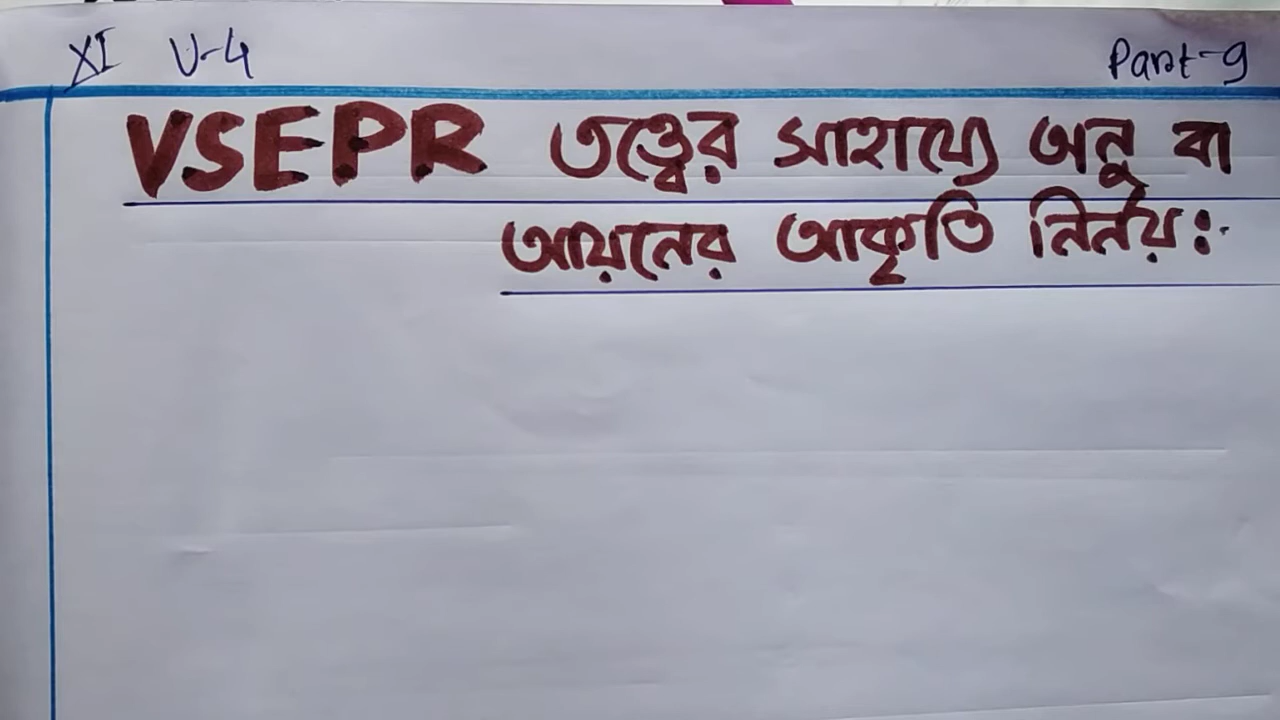 XI U-4 Part-9
VSEPR তত্ত্বের সাহায্যে অনু বা
আয়নের আকৃতি নির্নয়ঃ-